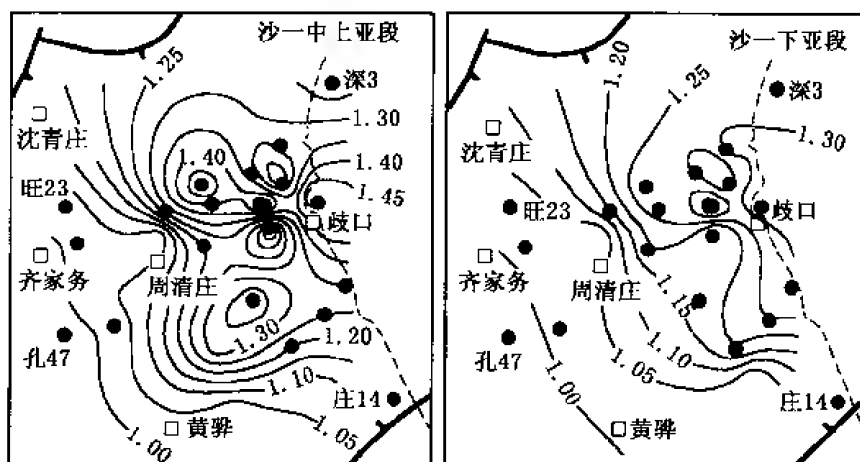 沙一中上亚段
1.25
深3
1.30
沈青庄
1.40
1.40
旺23
1.45
歧口
齐家务
周清庄
1.30
1.20
孔47
1.10
庄14
黄骅
1.00
1.05
沙一下亚段
1.20
1.25
深3
沈青庄
1.30
旺23
歧口
齐家务
周清庄
1.15
孔47
1.10
1.05
1.00
庄14
黄骅